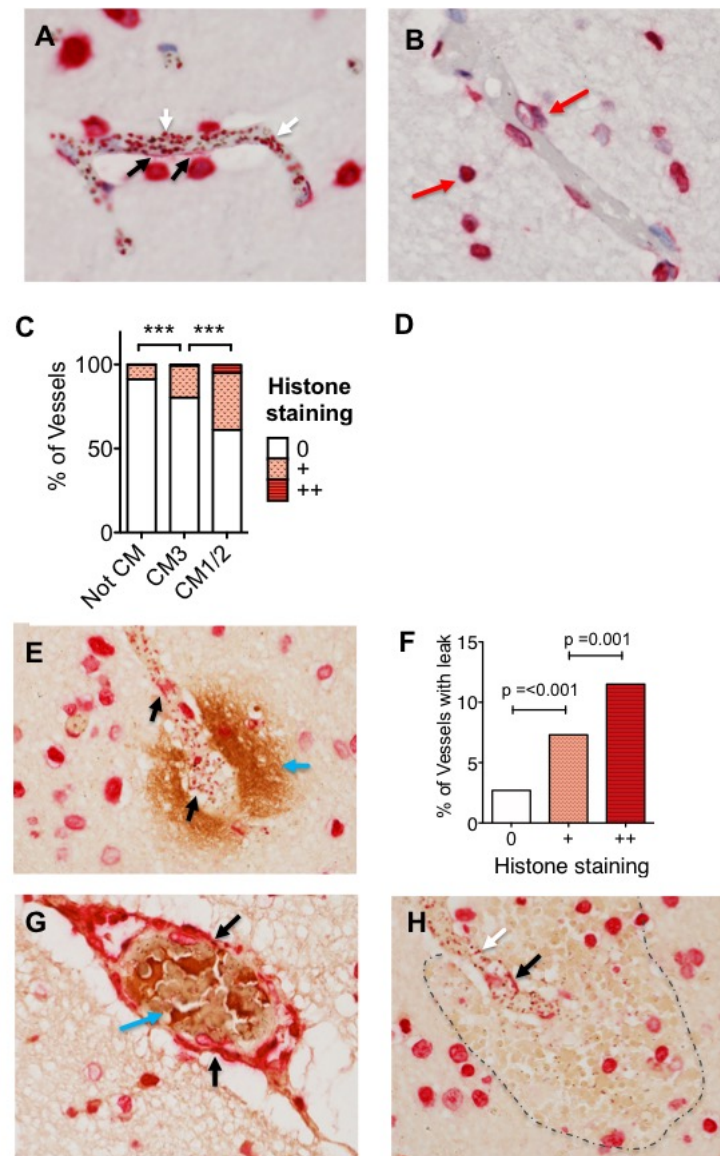 A
B
C
*** ***
100
50
0
% of Vessels
Not CM
CM3
CM1/2
Histone
staining
0
+
++
D
E
F
15
10
5
0
% of Vessels with leak
p =<0.001
p =0.001
0 + ++
Histone staining
G
H